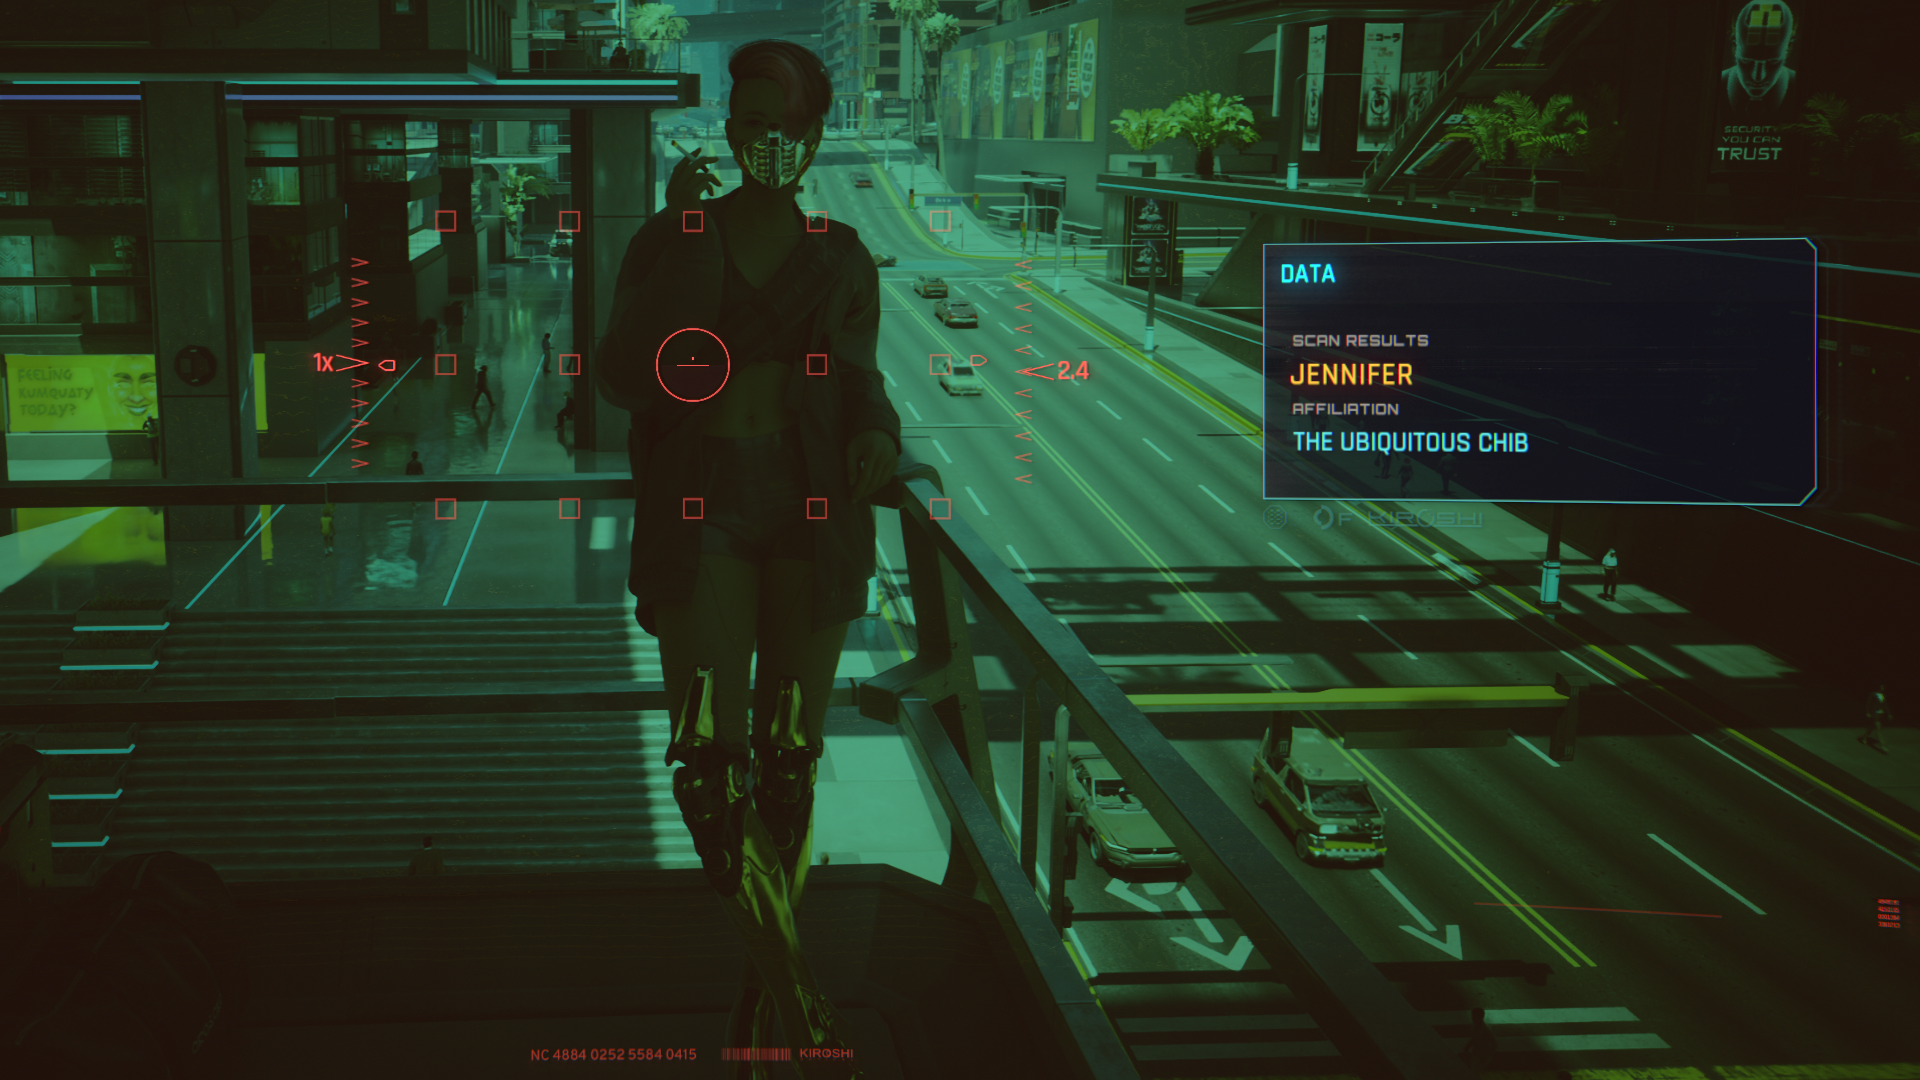 SECURITY
YOU CAN
TRUST
DATA
SCAN RESULTS
JENNIFER
AFFILIATION
THE UBIQUITOUS CHIB
KIROSHI
1x
2,4
FEELING
KUMQUATY
TODAY?
NC 4884 0252 5584 0415
KIROSHI